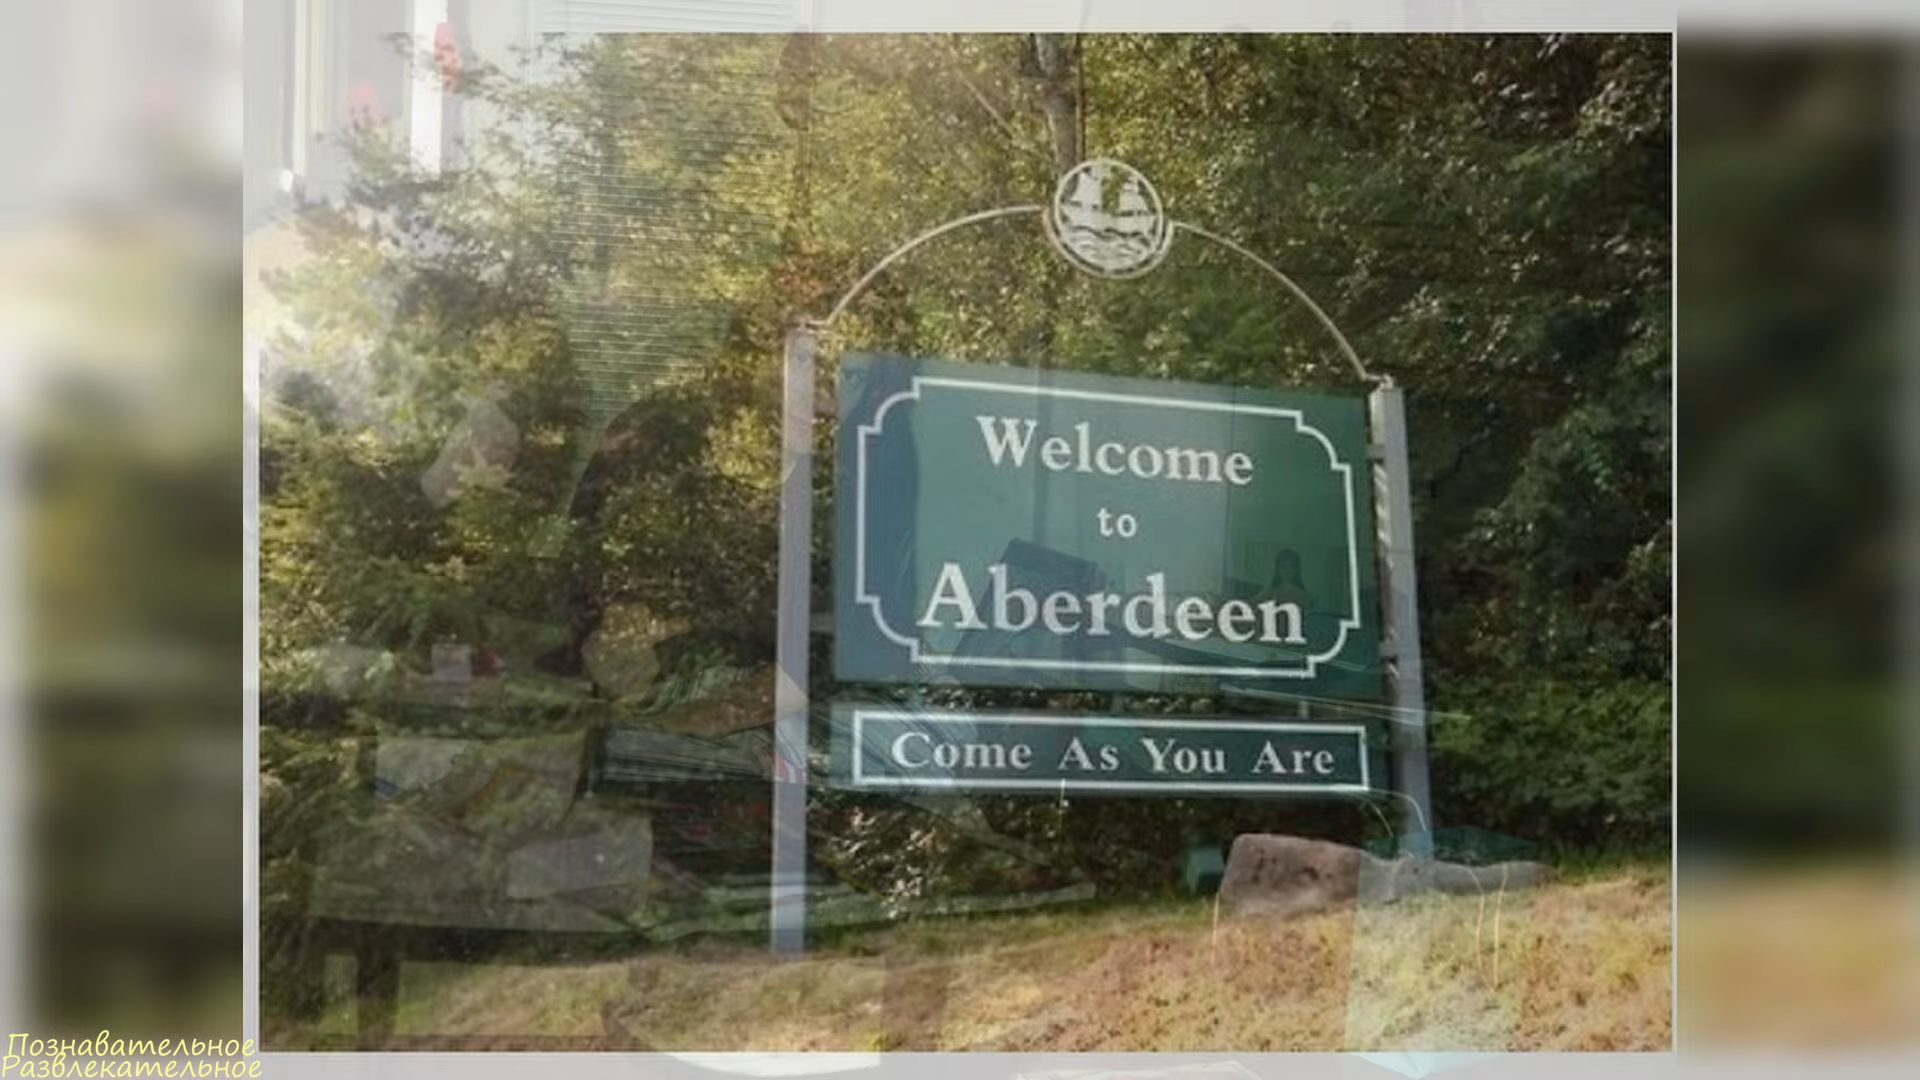 Welcome
to
Aberdeen
Come As You Are
Познавательное
Развлекательное